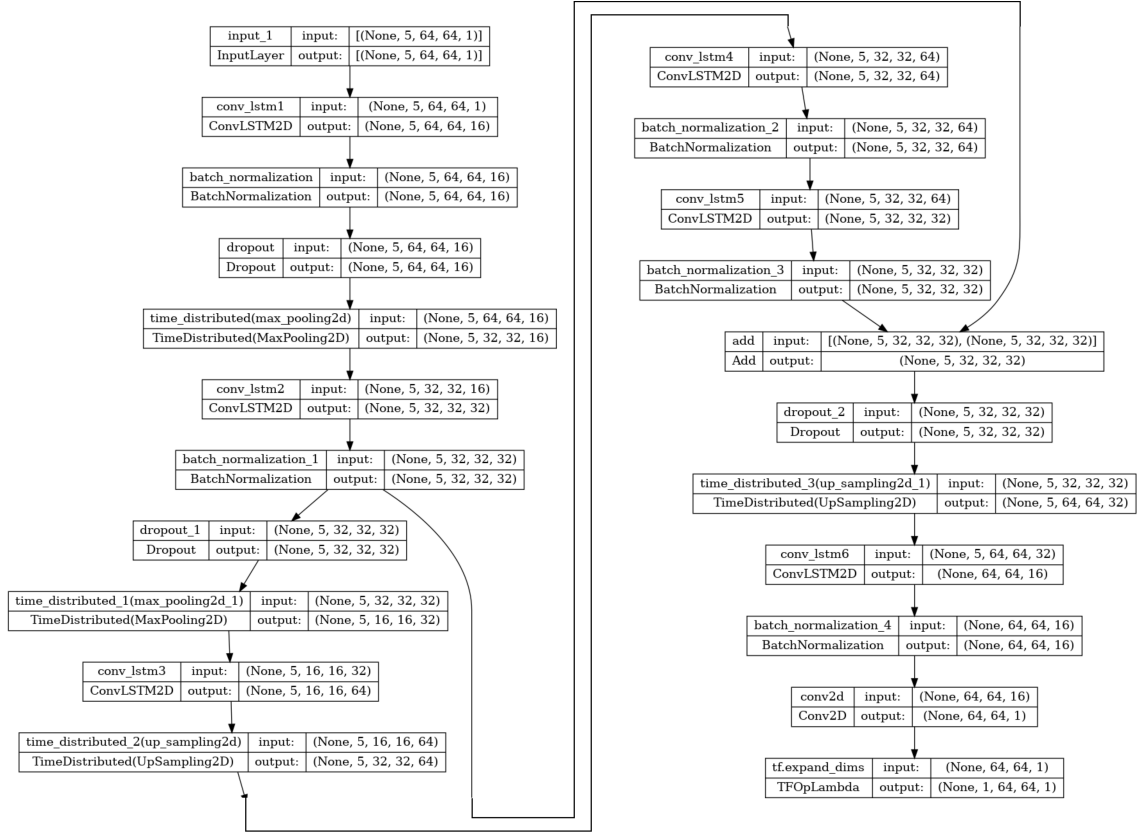 input_1 input: [(None, 5, 64, 64, 1)]
InputLayer output: [(None, 5, 64, 64, 1)]
conv_lstm1 input: (None, 5, 64, 64, 1)
ConvLSTM2D output: (None, 5, 64, 64, 16)
batch_normalization input: (None, 5, 64, 64, 16)
BatchNormalization output: (None, 5, 64, 64, 16)
dropout input: (None, 5, 64, 64, 16)
Dropout output: (None, 5, 64, 64, 16)
time_distributed(max_pooling2d) input: (None, 5, 64, 64, 16)
TimeDistributed(MaxPooling2D) output: (None, 5, 32, 32, 16)
conv_lstm2 input: (None, 5, 32, 32, 16)
ConvLSTM2D output: (None, 5, 32, 32, 32)
batch_normalization_1 input: (None, 5, 32, 32, 32)
BatchNormalization output: (None, 5, 32, 32, 32)
dropout_1 input: (None, 5, 32, 32, 32)
Dropout output: (None, 5, 32, 32, 32)
time_distributed_1(max_pooling2d_1) input: (None, 5, 32, 32, 32)
TimeDistributed(MaxPooling2D) output: (None, 5, 16, 16, 32)
conv_lstm3 input: (None, 5, 16, 16, 32)
ConvLSTM2D output: (None, 5, 16, 16, 64)
time_distributed_2(up_sampling2d) input: (None, 5, 16, 16, 64)
TimeDistributed(UpSampling2D) output: (None, 5, 32, 32, 64)
conv_lstm4 input: (None, 5, 32, 32, 64)
ConvLSTM2D output: (None, 5, 32, 32, 64)
batch_normalization_2 input: (None, 5, 32, 32, 64)
BatchNormalization output: (None, 5, 32, 32, 64)
conv_lstm5 input: (None, 5, 32, 32, 64)
ConvLSTM2D output: (None, 5, 32, 32, 32)
batch_normalization_3 input: (None, 5, 32, 32, 32)
BatchNormalization output: (None, 5, 32, 32, 32)
add input: [(None, 5, 32, 32, 32), (None, 5, 32, 32, 32)]
Add output: (None, 5, 32, 32, 32)
dropout_2 input: (None, 5, 32, 32, 32)
Dropout output: (None, 5, 32, 32, 32)
time_distributed_3(up_sampling2d_1) input: (None, 5, 32, 32, 32)
TimeDistributed(UpSampling2D) output: (None, 5, 64, 64, 32)
conv_lstm6 input: (None, 5, 64, 64, 32)
ConvLSTM2D output: (None, 64, 64, 16)
batch_normalization_4 input: (None, 64, 64, 16)
BatchNormalization output: (None, 64, 64, 16)
conv2d input: (None, 64, 64, 16)
Conv2D output: (None, 64, 64, 1)
tf.expand_dims input: (None, 64, 64, 1)
TFOpLambda output: (None, 1, 64, 64, 1)